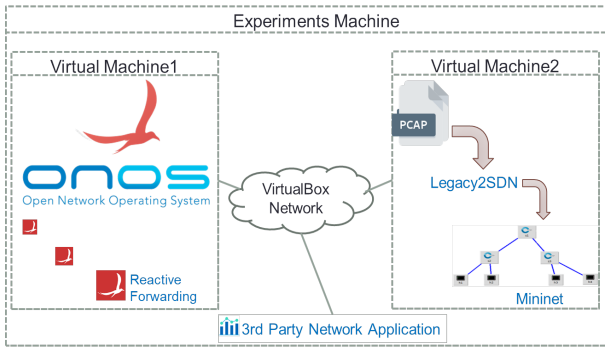 Experiments Machine
Virtual Machine1
onos
Open Network Operating System
Reactive
Forwarding
VirtualBox
Network
Virtual Machine2
PCAP
Legacy2SDN
Mininet
3rd Party Network Application